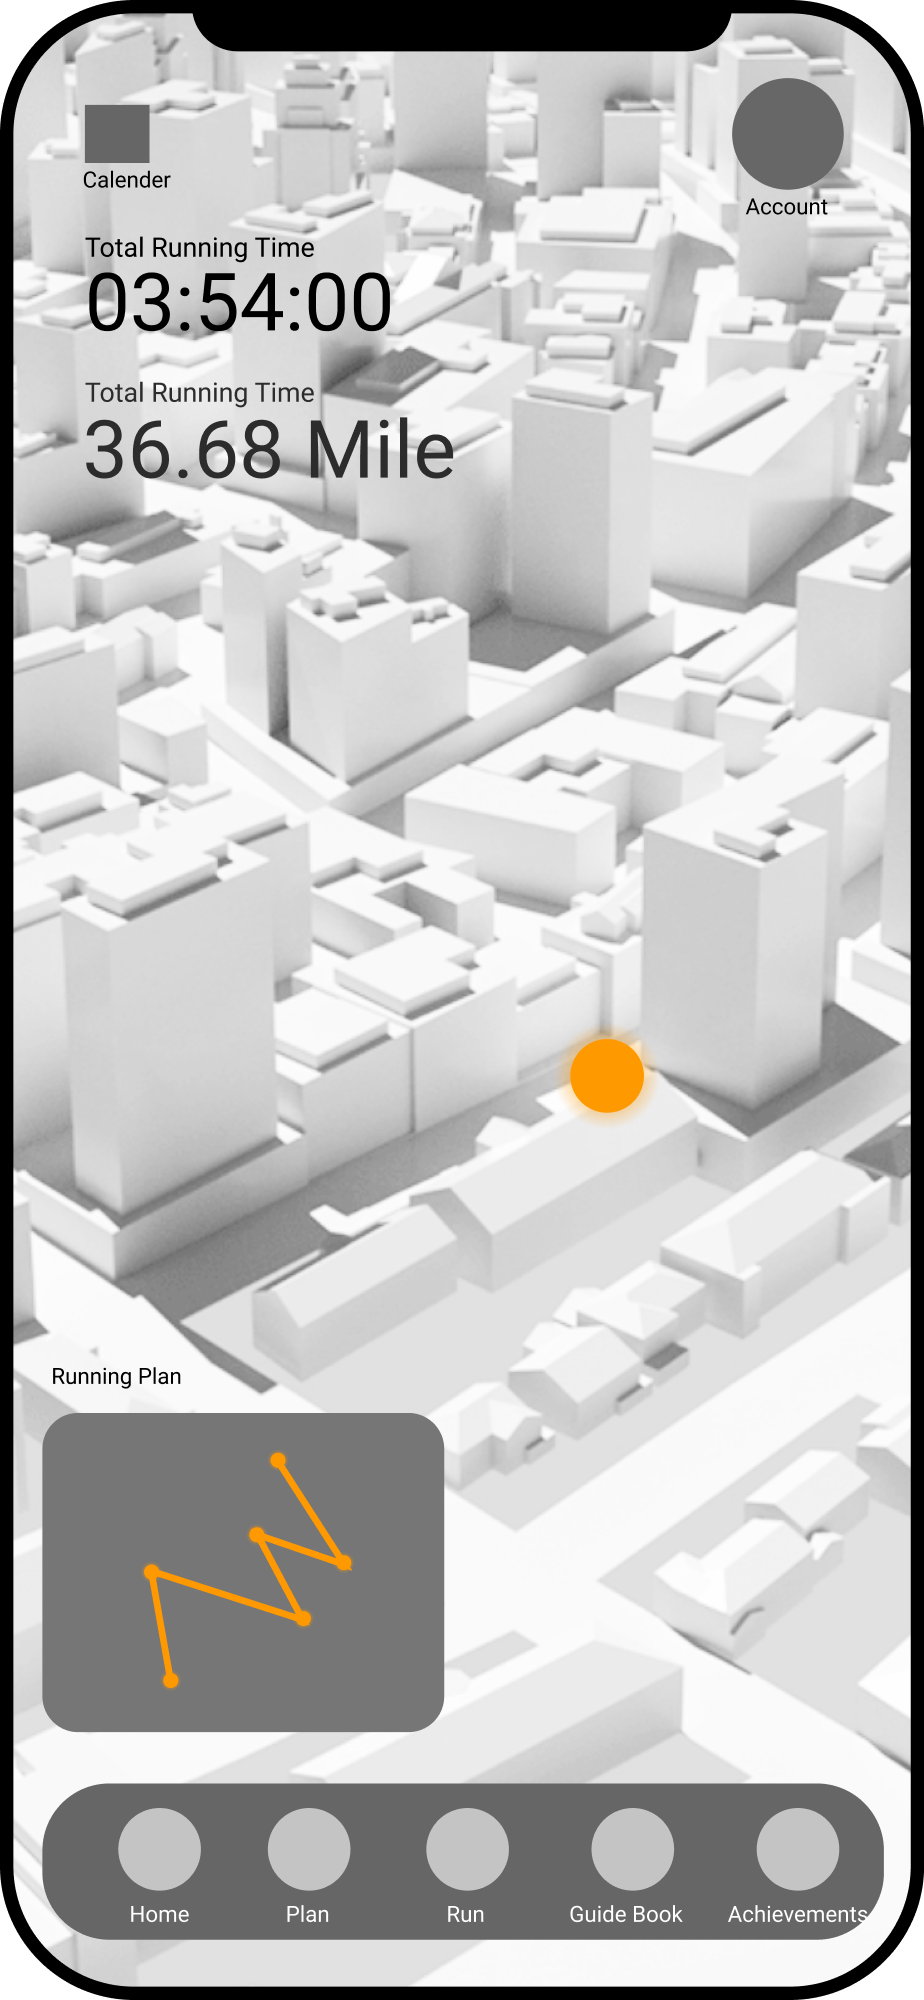 Calender
Account
Total Running Time
03:54:00
Total Running Time
36.68 Mile
Running Plan
Home
Plan
Run
Guide Book
Achievements